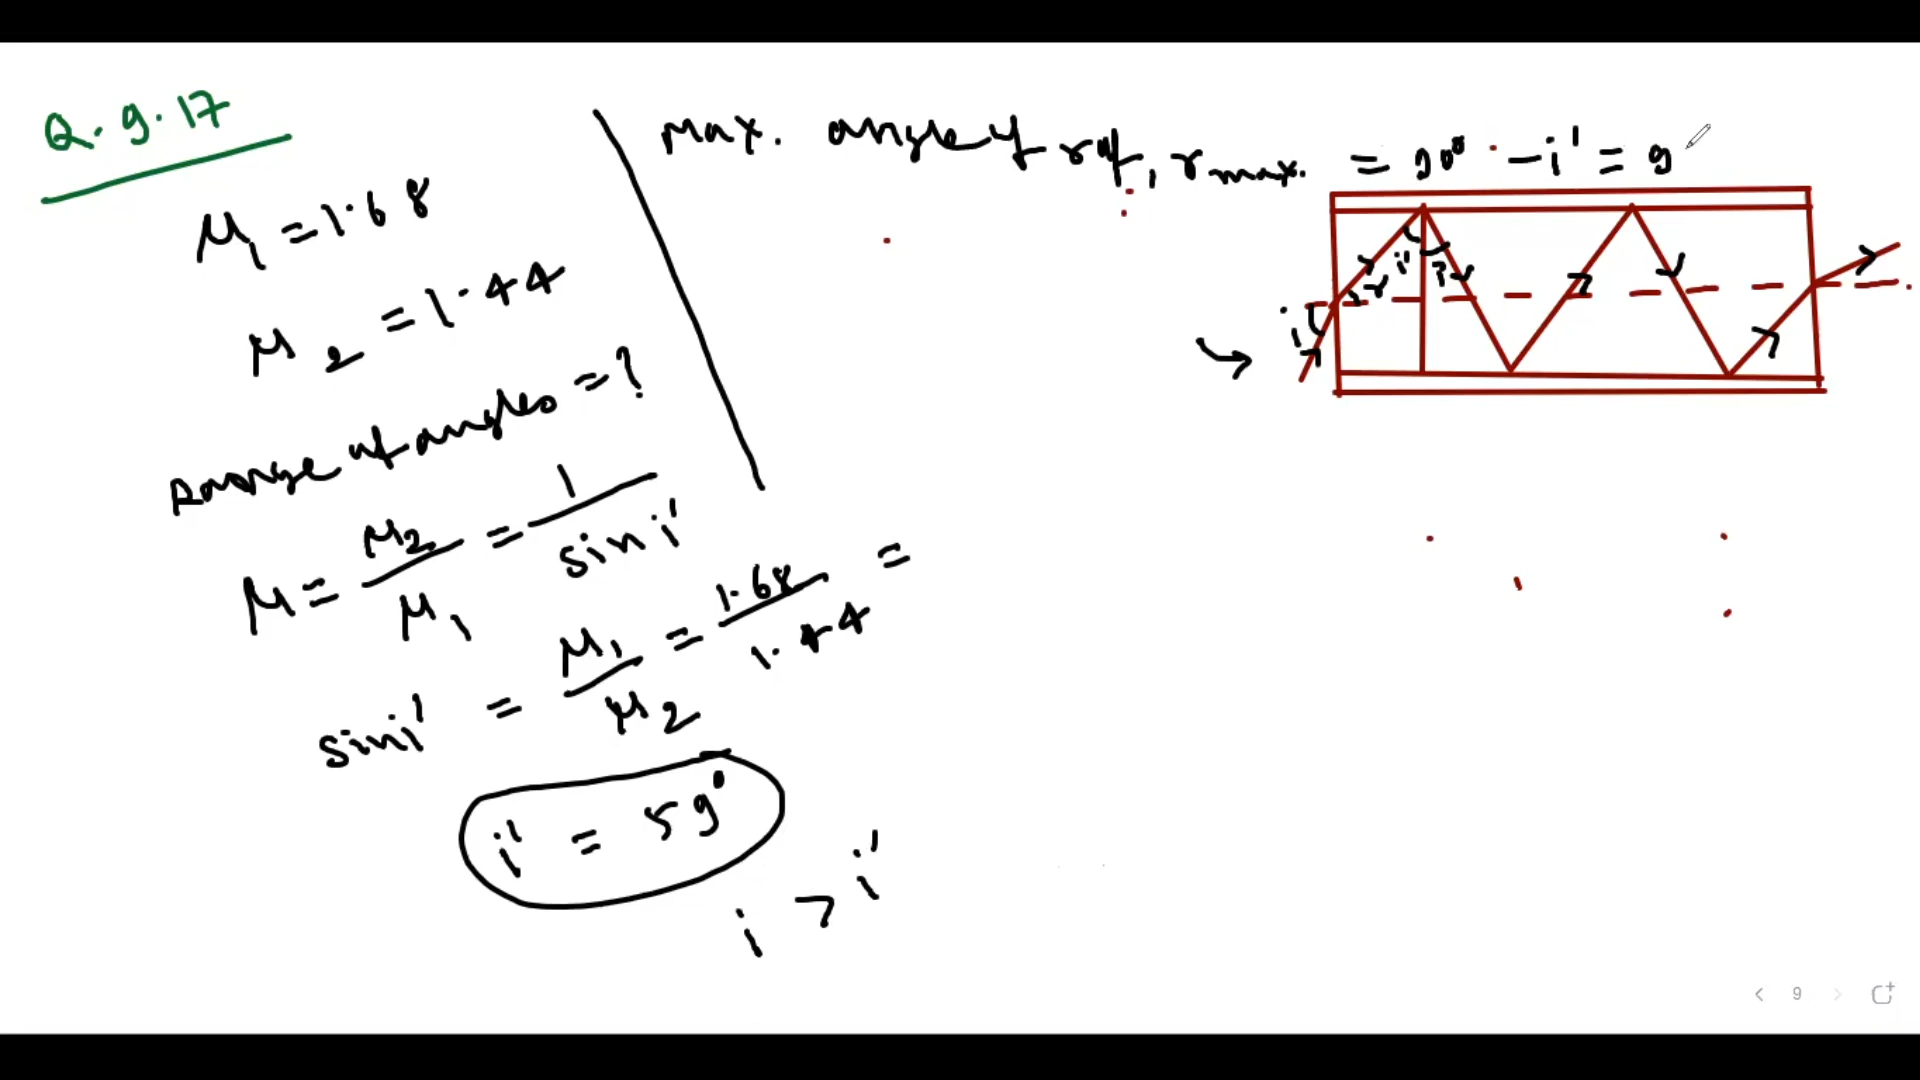 Q. 9.17
μ₁ = 1.68
μ₂ = 1.44
Range of angles = ?
μ = μ₂/μ₁ = 1/sin i'
sin i' = μ₁/μ₂ = 1.68/1.44 =
i' = 59°
i > i'
Max. angle of ref, r max. = 90° - i' = 9
i' i
r
i
9